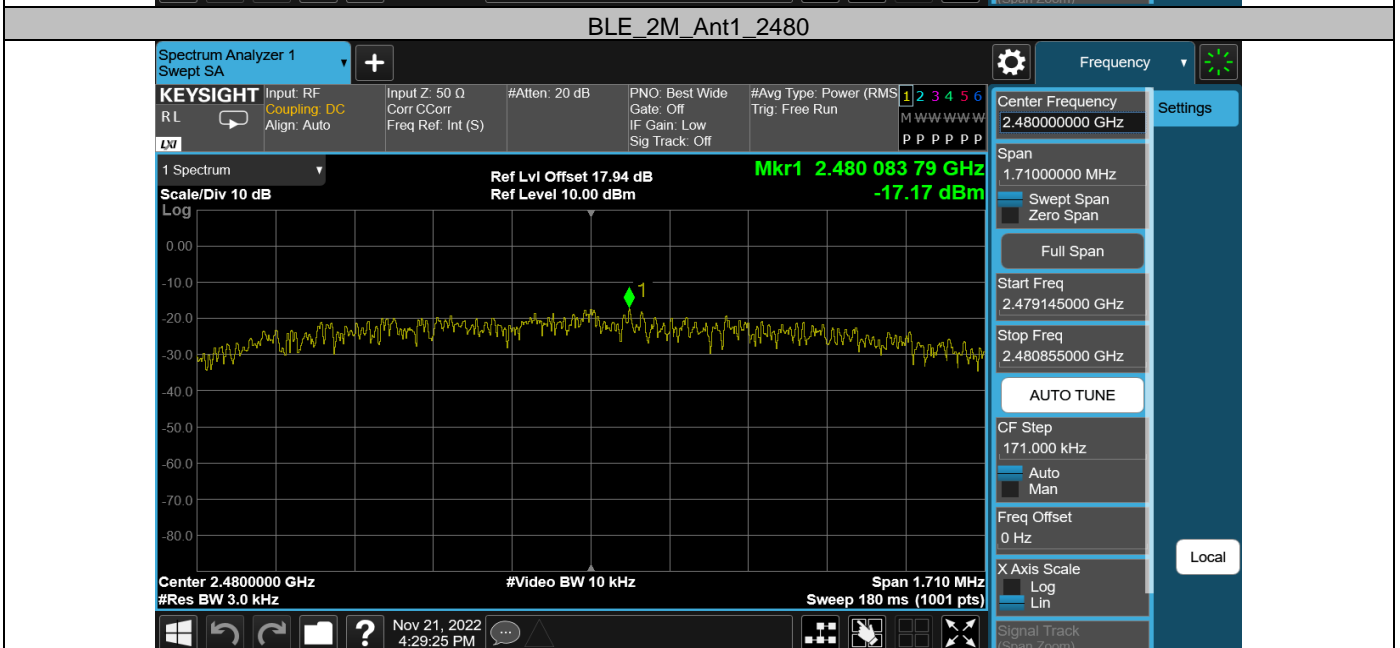 (Span Zoom)
BLE_2M_Ant1_2480
Spectrum Analyzer 1
Swept SA
Frequency
KEYSIGHT
RL
LXI
Input: RF
Coupling: DC
Align: Auto
Input Z: 50 Ω
Corr CCorr
Freq Ref: Int (S)
#Atten: 20 dB
PNO: Best Wide
Gate: Off
IF Gain: Low
Sig Track: Off
#Avg Type: Power (RMS
Trig: Free Run
1 2 3 4 5 6
M W W W W W
P P P P P P
1 Spectrum
Scale/Div 10 dB
Ref Lvl Offset 17.94 dB
Ref Level 10.00 dBm
Mkr1 2.480 083 79 GHz
-17.17 dBm
Log
0.00
-10.0
-20.0
-30.0
-40.0
-50.0
-60.0
-70.0
-80.0
1
Center 2.4800000 GHz
#Res BW 3.0 kHz
#Video BW 10 kHz
Span 1.710 MHz
Sweep 180 ms (1001 pts)
Nov 21, 2022
4:29:25 PM
Center Frequency
2.480000000 GHz
Span
1.71000000 MHz
Swept Span
Zero Span
Full Span
Start Freq
2.479145000 GHz
Stop Freq
2.480855000 GHz
AUTO TUNE
CF Step
171.000 kHz
Auto
Man
Freq Offset
0 Hz
X Axis Scale
Log
Lin
Signal Track
(Span Zoom)
Settings
Local